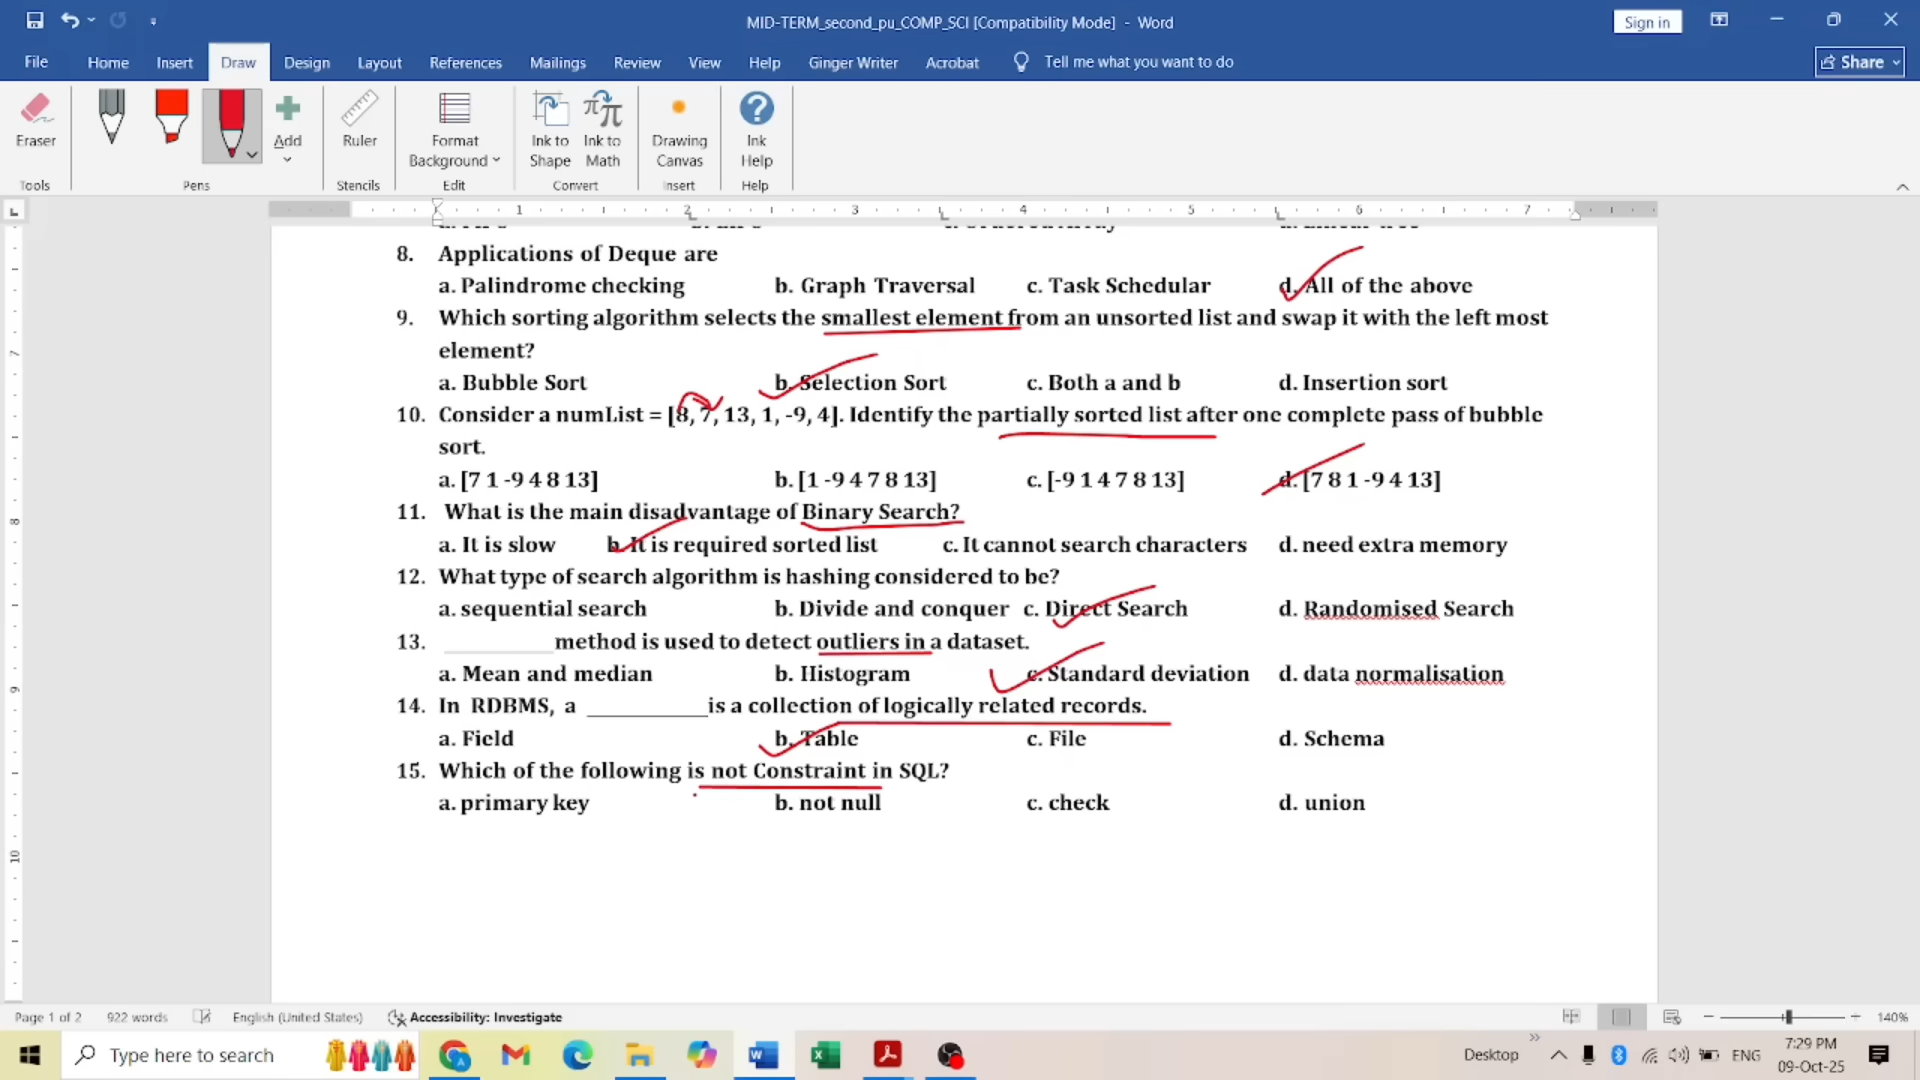 MID-TERM_second_pu_COMP_SCI [Compatibility Mode] - Word
Sign in
File Home Insert Draw Design Layout References Mailings Review View Help Ginger Writer Acrobat Tell me what you want to do
Share
Eraser
Add
Ruler
Format Background
Ink to Shape
Ink to Math
Drawing Canvas
Ink Help
Tools Pens Stencils Edit Convert Insert Help
1 2 3 4 5 6 7
8. Applications of Deque are
a. Palindrome checking b. Graph Traversal c. Task Schedular d. All of the above
9. Which sorting algorithm selects the smallest element from an unsorted list and swap it with the left most
element?
a. Bubble Sort b. Selection Sort c. Both a and b d. Insertion sort
10. Consider a numList = [8, 7, 13, 1, -9, 4]. Identify the partially sorted list after one complete pass of bubble
sort.
a. [7 1 -9 4 8 13] b. [1 -9 4 7 8 13] c. [-9 1 4 7 8 13] d. [7 8 1 -9 4 13]
11. What is the main disadvantage of Binary Search?
a. It is slow b. It is required sorted list c. It cannot search characters d. need extra memory
12. What type of search algorithm is hashing considered to be?
a. sequential search b. Divide and conquer c. Direct Search d. Randomised Search
13. __________ method is used to detect outliers in a dataset.
a. Mean and median b. Histogram c. Standard deviation d. data normalisation
14. In RDBMS, a ___________is a collection of logically related records.
a. Field b. Table c. File d. Schema
15. Which of the following is not Constraint in SQL?
a. primary key b. not null c. check d. union
7
8
9
10
Page 1 of 2 922 words English (United States) Accessibility: Investigate 140%
Type here to search
Desktop ENG
7:29 PM
09-Oct-25